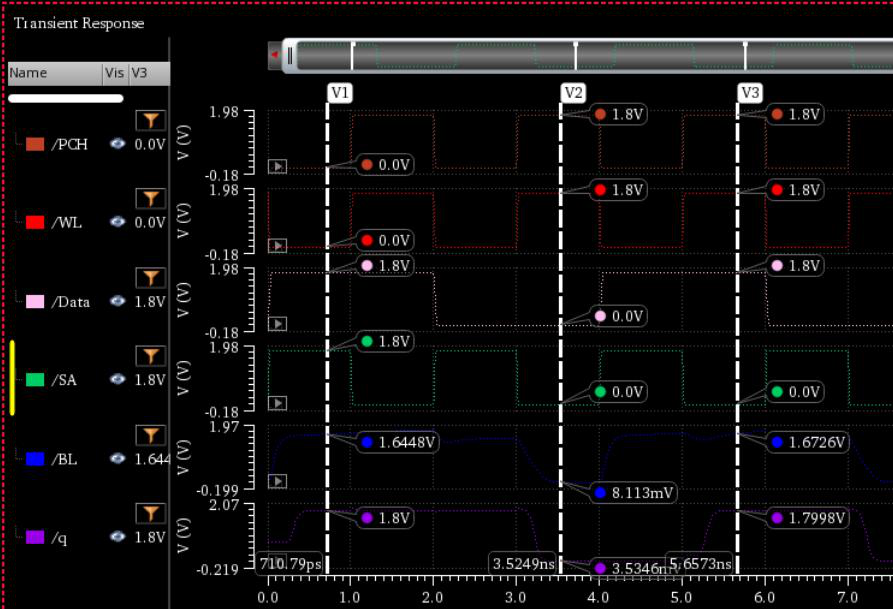 Transient Response
Name Vis V3
V1 V2 V3
/PCH 0.0V
V (V) 1.98 -0.18
0.0V 1.8V 1.8V
/WL 0.0V
V (V) 1.98 -0.18
0.0V 1.8V 1.8V
/Data 1.8V
V (V) 1.98 -0.18
1.8V 0.0V 1.8V
/SA 1.8V
V (V) 1.98 -0.18
1.8V 0.0V 0.0V
/BL 1.644
V (V) 1.97 -0.199
1.6448V 8.113mV 1.6726V
/q 1.8V
V (V) 2.07 -0.219
1.8V 3.5346m 1.7998V
710.79ps 3.5249ns 5.6573ns
0.0 1.0 2.0 3.0 4.0 5.0 6.0 7.0